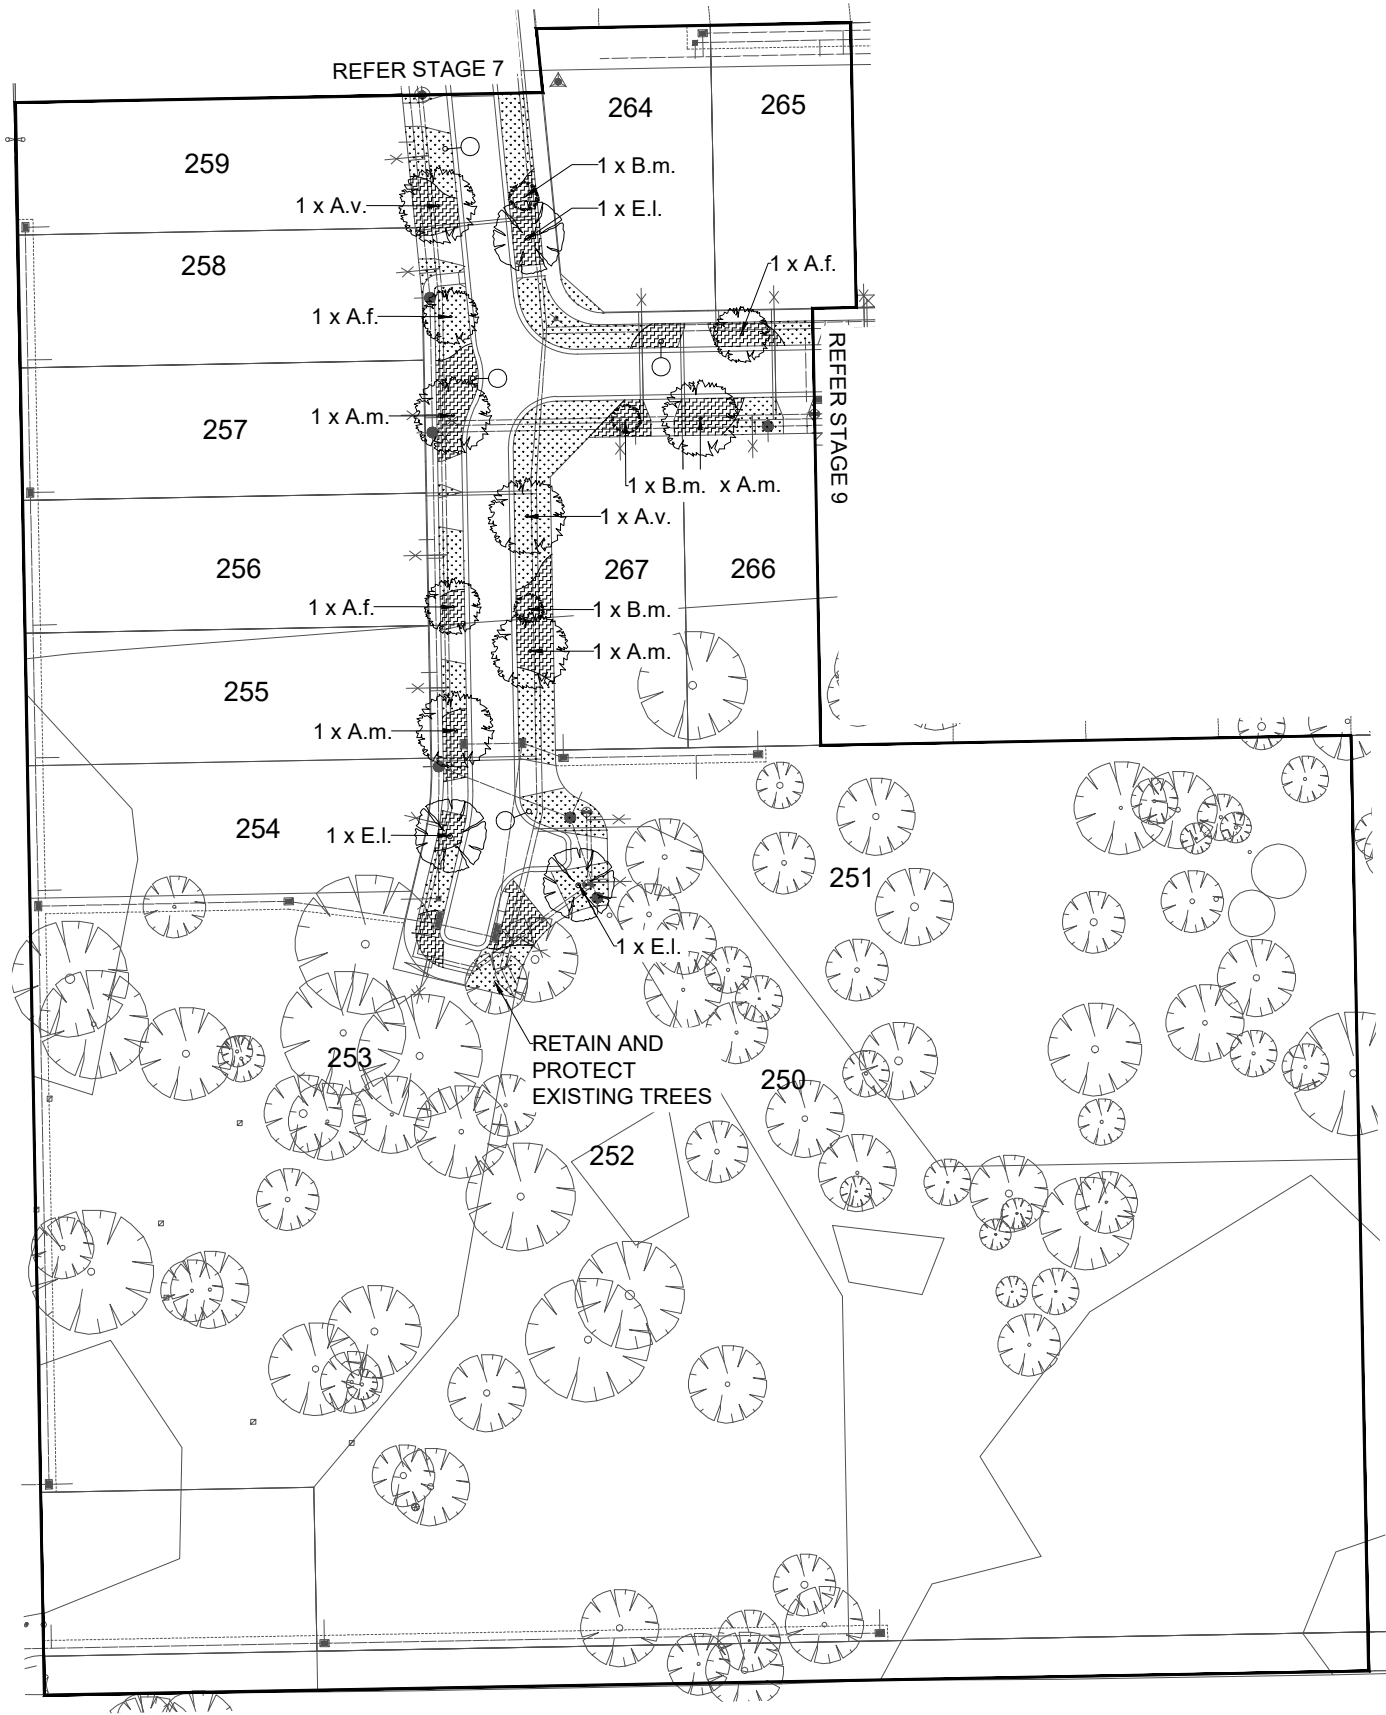 REFER STAGE 7
264
265
259
1 x B.m.
1 x A.v.
1 x E.l.
258
1 x A.f.
1 x A.f.
REFER STAGE 9
257
1 x A.m.
1 x B.m.
x A.m.
1 x A.v.
256
267
266
1 x A.f.
1 x B.m.
1 x A.m.
255
1 x A.m.
254
1 x E.l.
251
1 x E.l.
253
RETAIN AND
PROTECT
EXISTING TREES
250
252